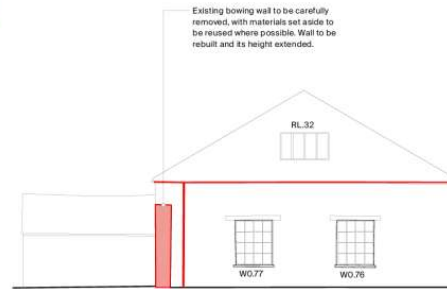 Existing bowing wall to be carefully
removed, with materials set aside to
be reused where possible. Wall to be
rebuilt and its height extended.
RL.32
W0.77
W0.76